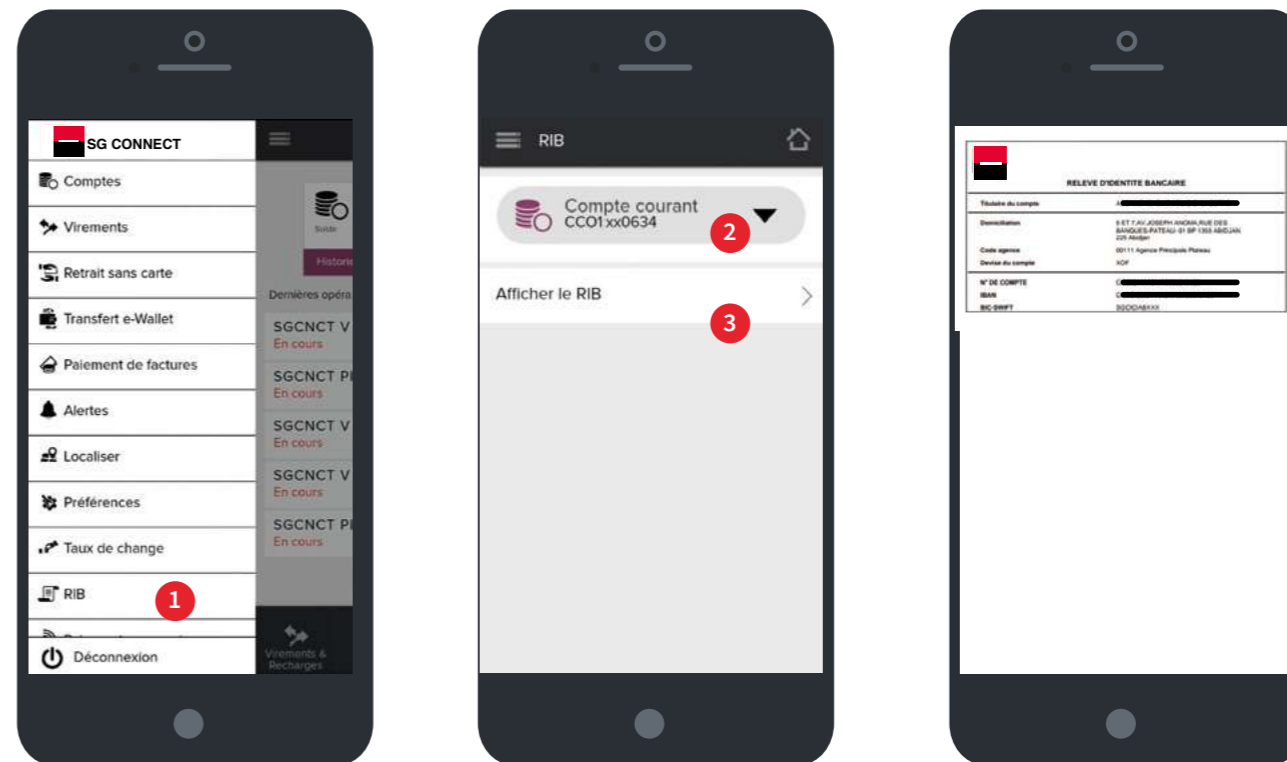 SG CONNECT
Comptes
Virements
Retrait sans carte
Transfert e-Wallet
Paiement de factures
Alertes
Localiser
Préférences
Taux de change
RIB
1
Déconnexion
Solde
Historie
Dernières opéra
SGCNCT V
En cours
SGCNCT PI
En cours
SGCNCT V
En cours
SGCNCT V
En cours
SGCNCT PI
En cours
Virements &
Recharges
RIB
Compte courant
CCO1xx0634
2
Afficher le RIB
3
RELEVE D'IDENTITE BANCAIRE
Titulaire du compte
Domiciliation
5 ET 7,AV.JOSEPH ANOMA,RUE DES
BANQUES-PATEAU- 01 BP 1355 ABIDJAN
225 Abidjan
Code agence
00111 Agence Principale Plateau
Devise du compte
XOF
N° DE COMPTE
IBAN
BIC-SWIFT